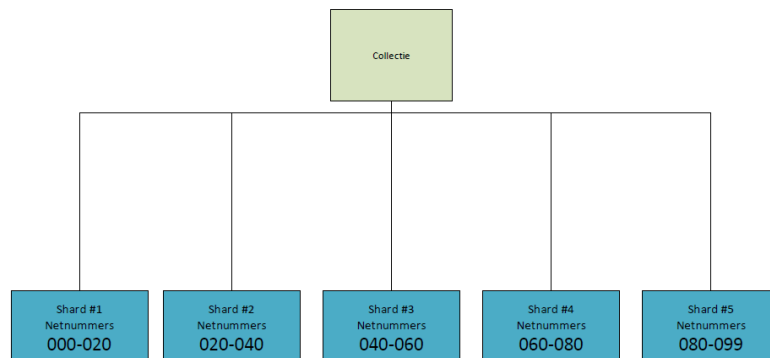 Collectie
Shard #1
Netnummers
000-020
Shard #2
Netnummers
020-040
Shard #3
Netnummers
040-060
Shard #4
Netnummers
060-080
Shard #5
Netnummers
080-099